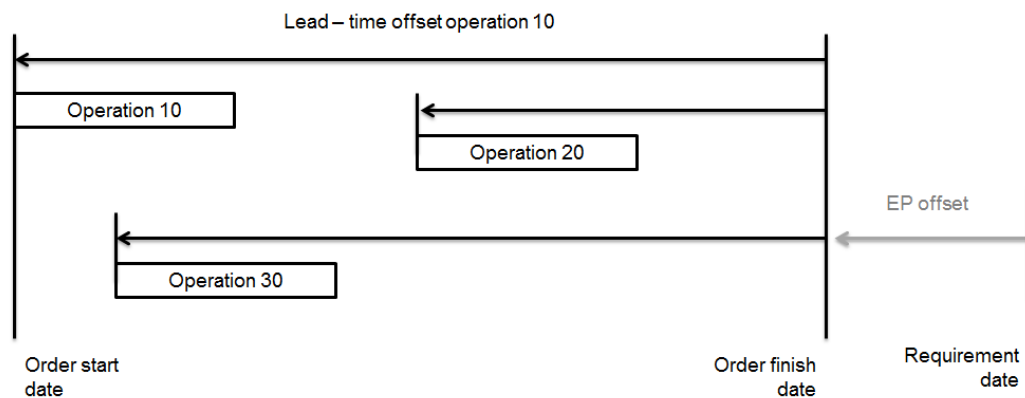 Lead – time offset operation 10
Operation 10
Operation 20
EP offset
Operation 30
Order start
date
Order finish
date
Requirement
date